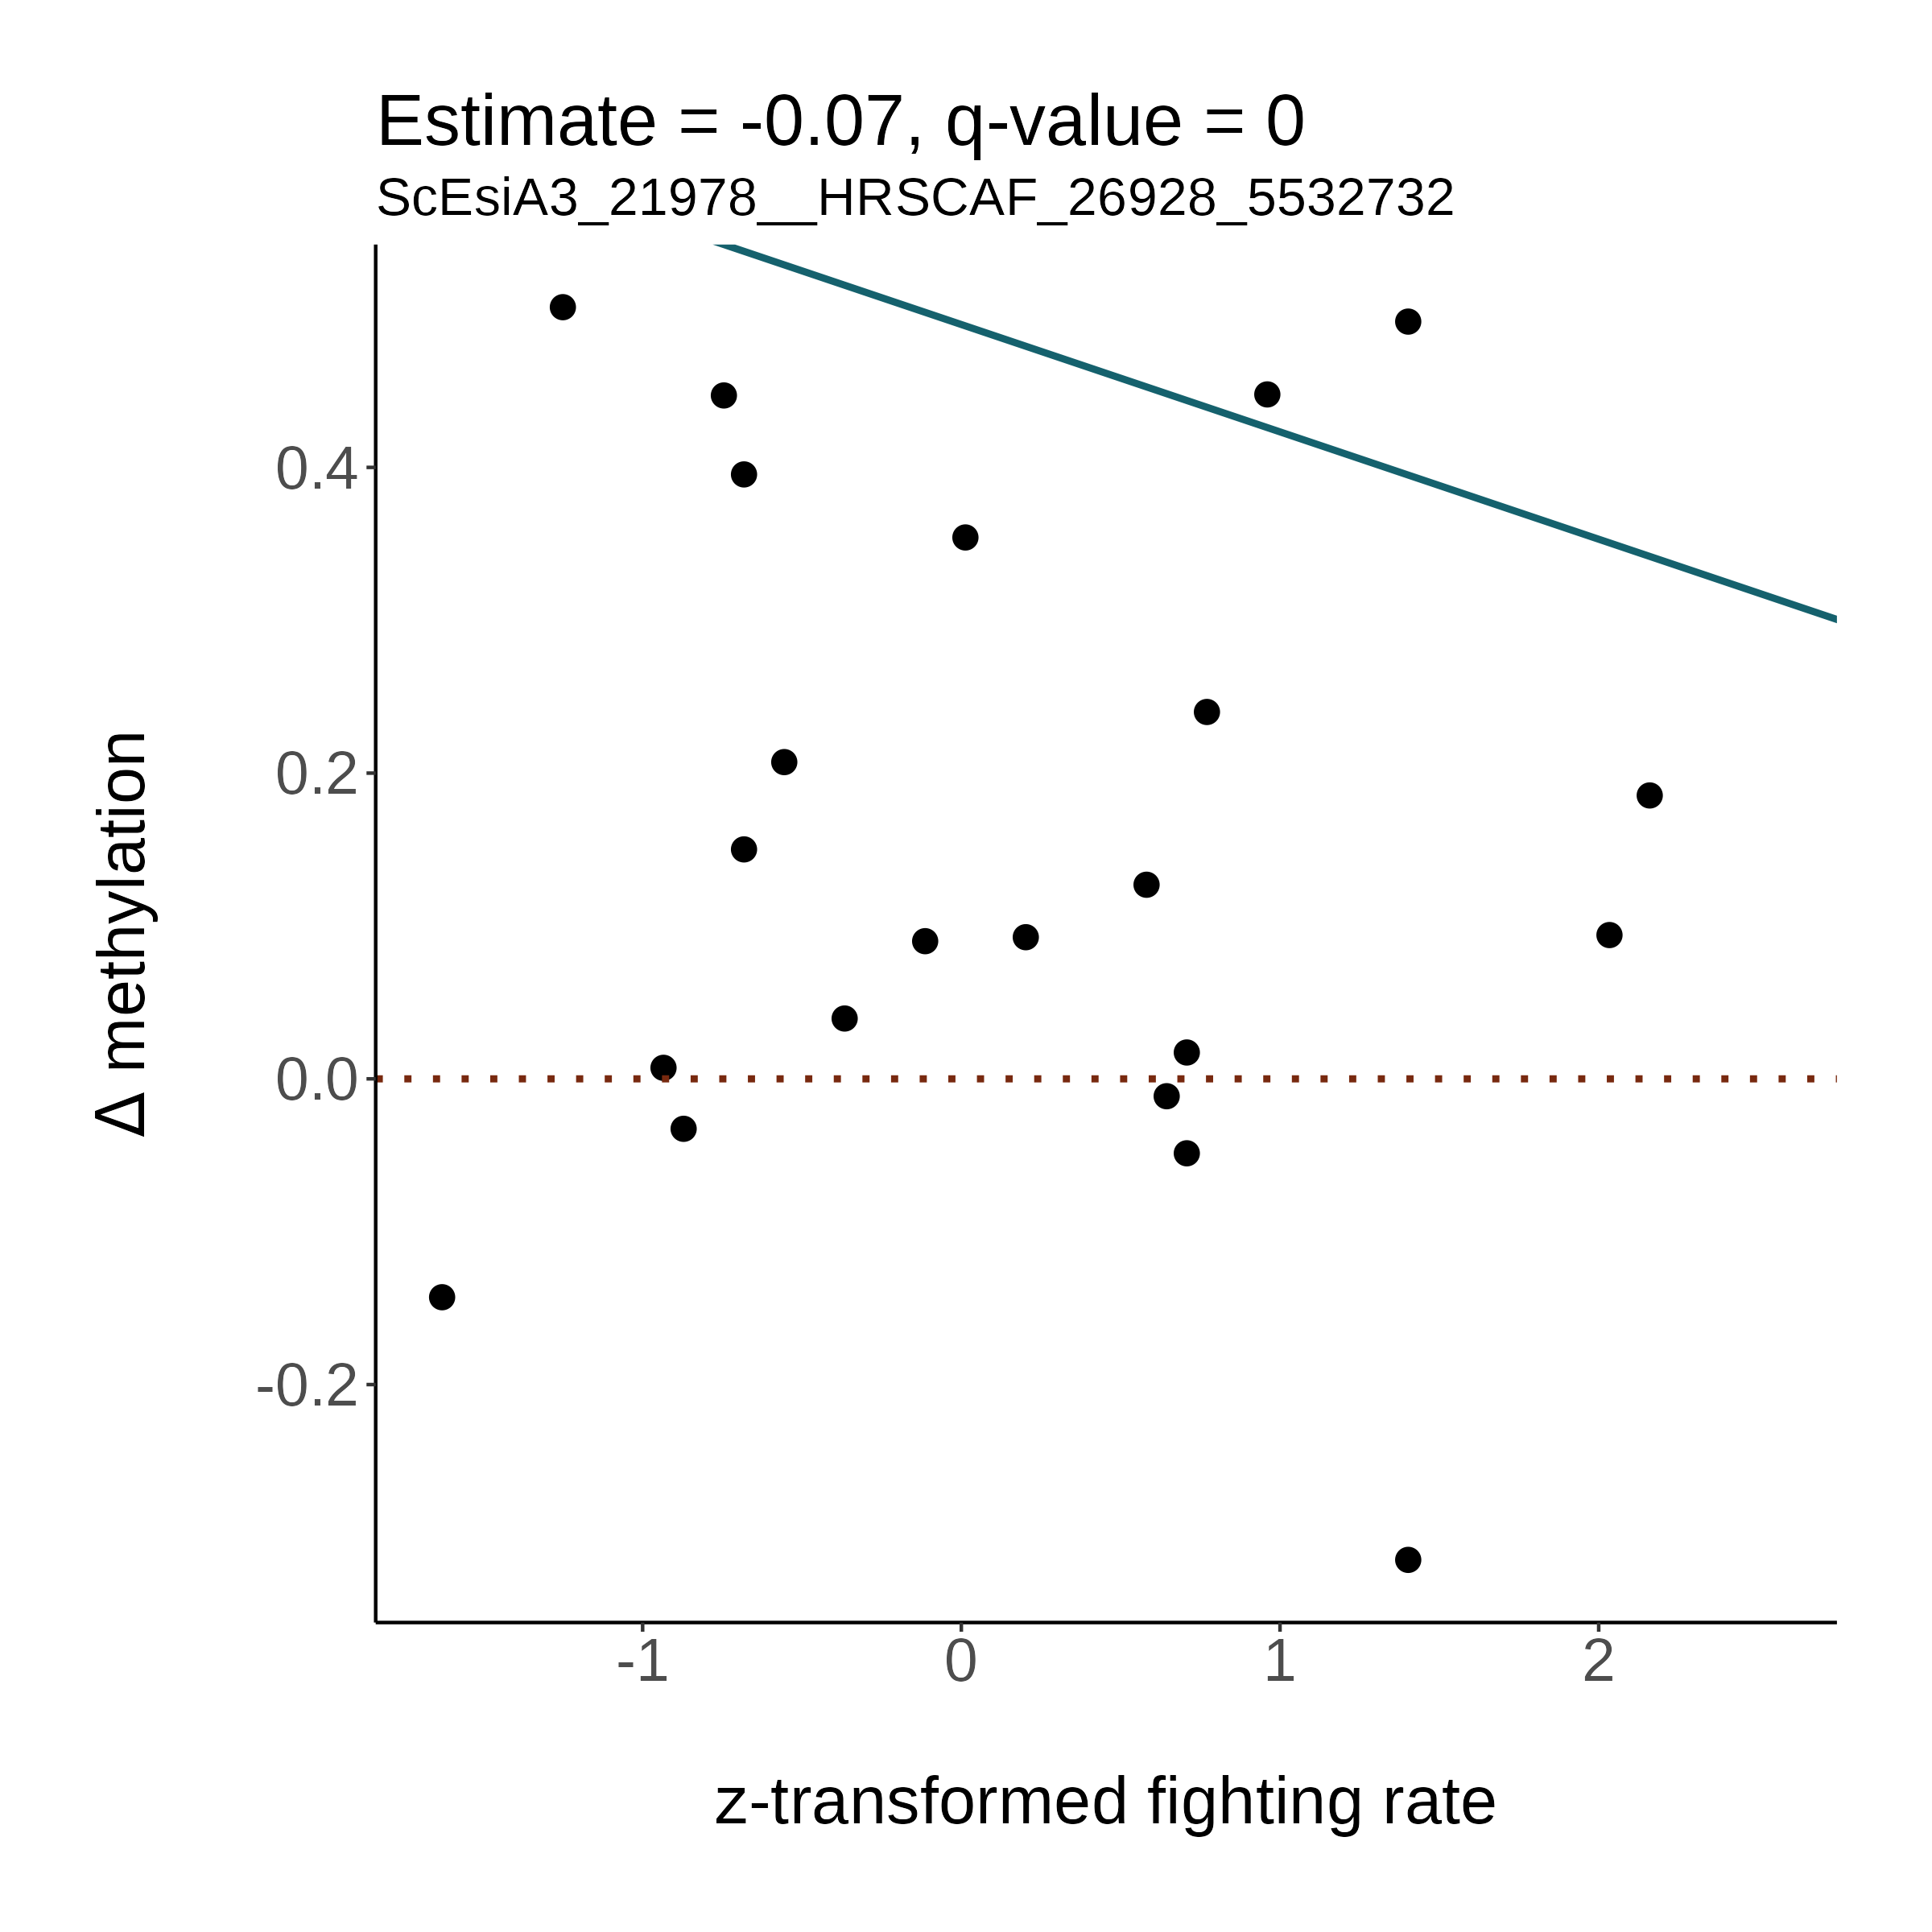 Estimate = -0.07, q-value = 0
ScEsiA3_21978__HRSCAF_26928_5532732
Δ methylation
0.4
0.2
0.0
-0.2
-1 0 1 2
z-transformed fighting rate